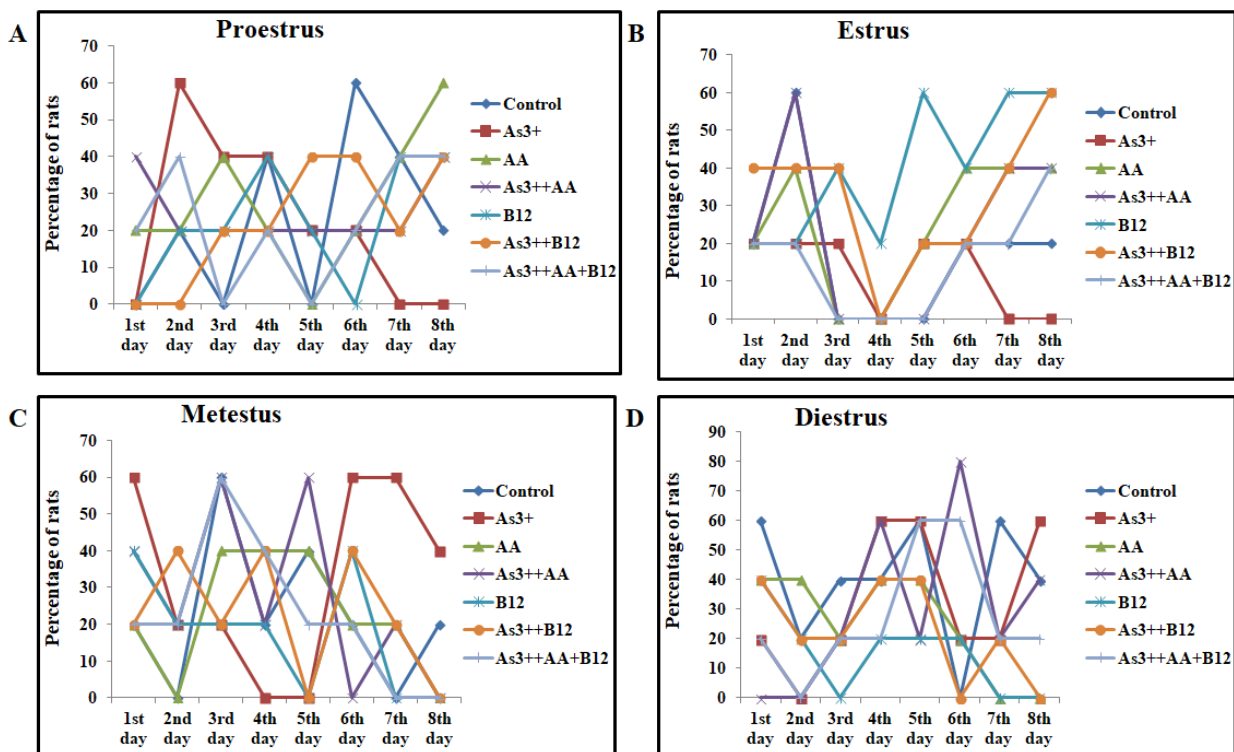 A
Proestrus
Percentage of rats
70
60
50
40
30
20
10
0
1st day
2nd day
3rd day
4th day
5th day
6th day
7th day
8th day
Control
As3+
AA
As3++AA
B12
As3++B12
As3++AA+B12
B
Estrus
Percentage of rats
70
60
50
40
30
20
10
0
1st day
2nd day
3rd day
4th day
5th day
6th day
7th day
8th day
Control
As3+
AA
As3++AA
B12
As3++B12
As3++AA+B12
C
Metestus
Percentage of rats
70
60
50
40
30
20
10
0
1st day
2nd day
3rd day
4th day
5th day
6th day
7th day
8th day
Control
As3+
AA
As3++AA
B12
As3++B12
As3++AA+B12
D
Diestrus
Percentage of rats
90
80
70
60
50
40
30
20
10
0
1st day
2nd day
3rd day
4th day
5th day
6th day
7th day
8th day
Control
As3+
AA
As3++AA
B12
As3++B12
As3++AA+B12